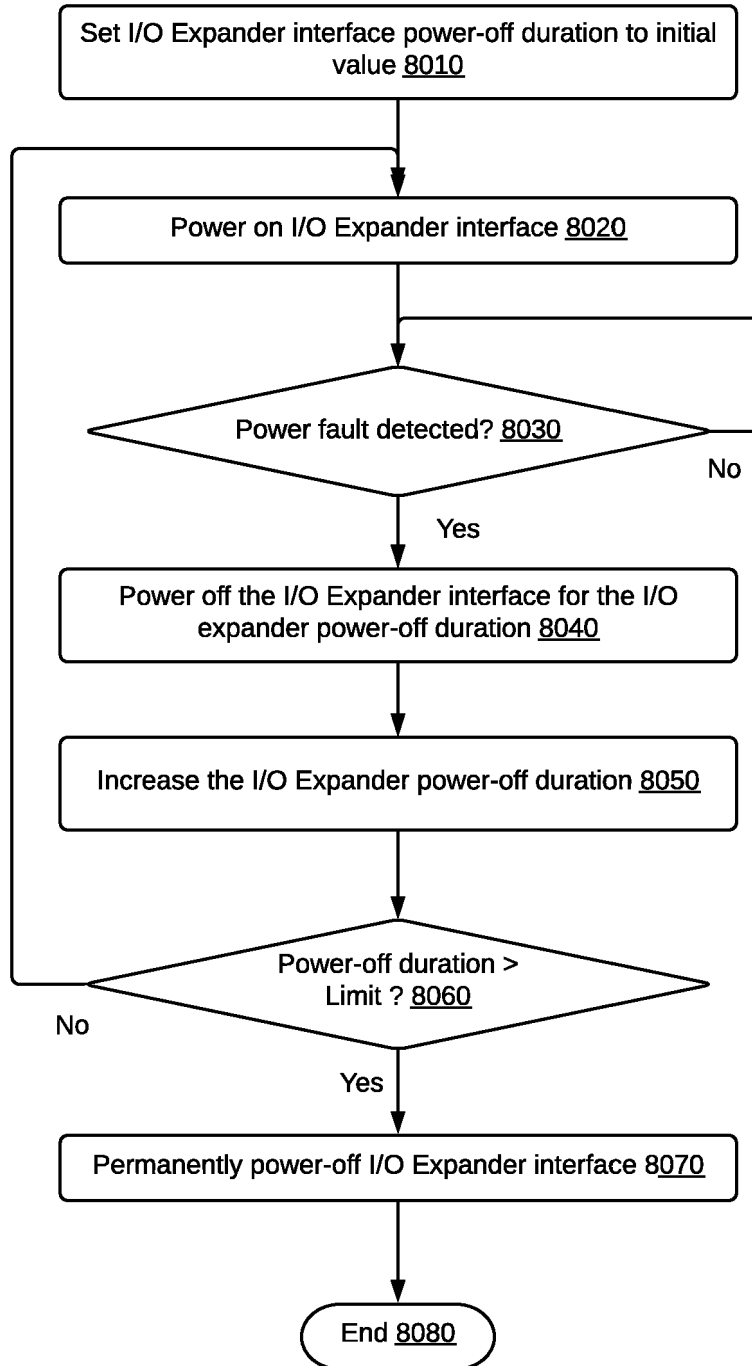 Set I/O Expander interface power-off duration to initial
value 8010
Power on I/O Expander interface 8020
Power fault detected? 8030
No
Yes
Power off the I/O Expander interface for the I/O
expander power-off duration 8040
Increase the I/O Expander power-off duration 8050
Power-off duration >
Limit ? 8060
No
Yes
Permanently power-off I/O Expander interface 8070
End 8080